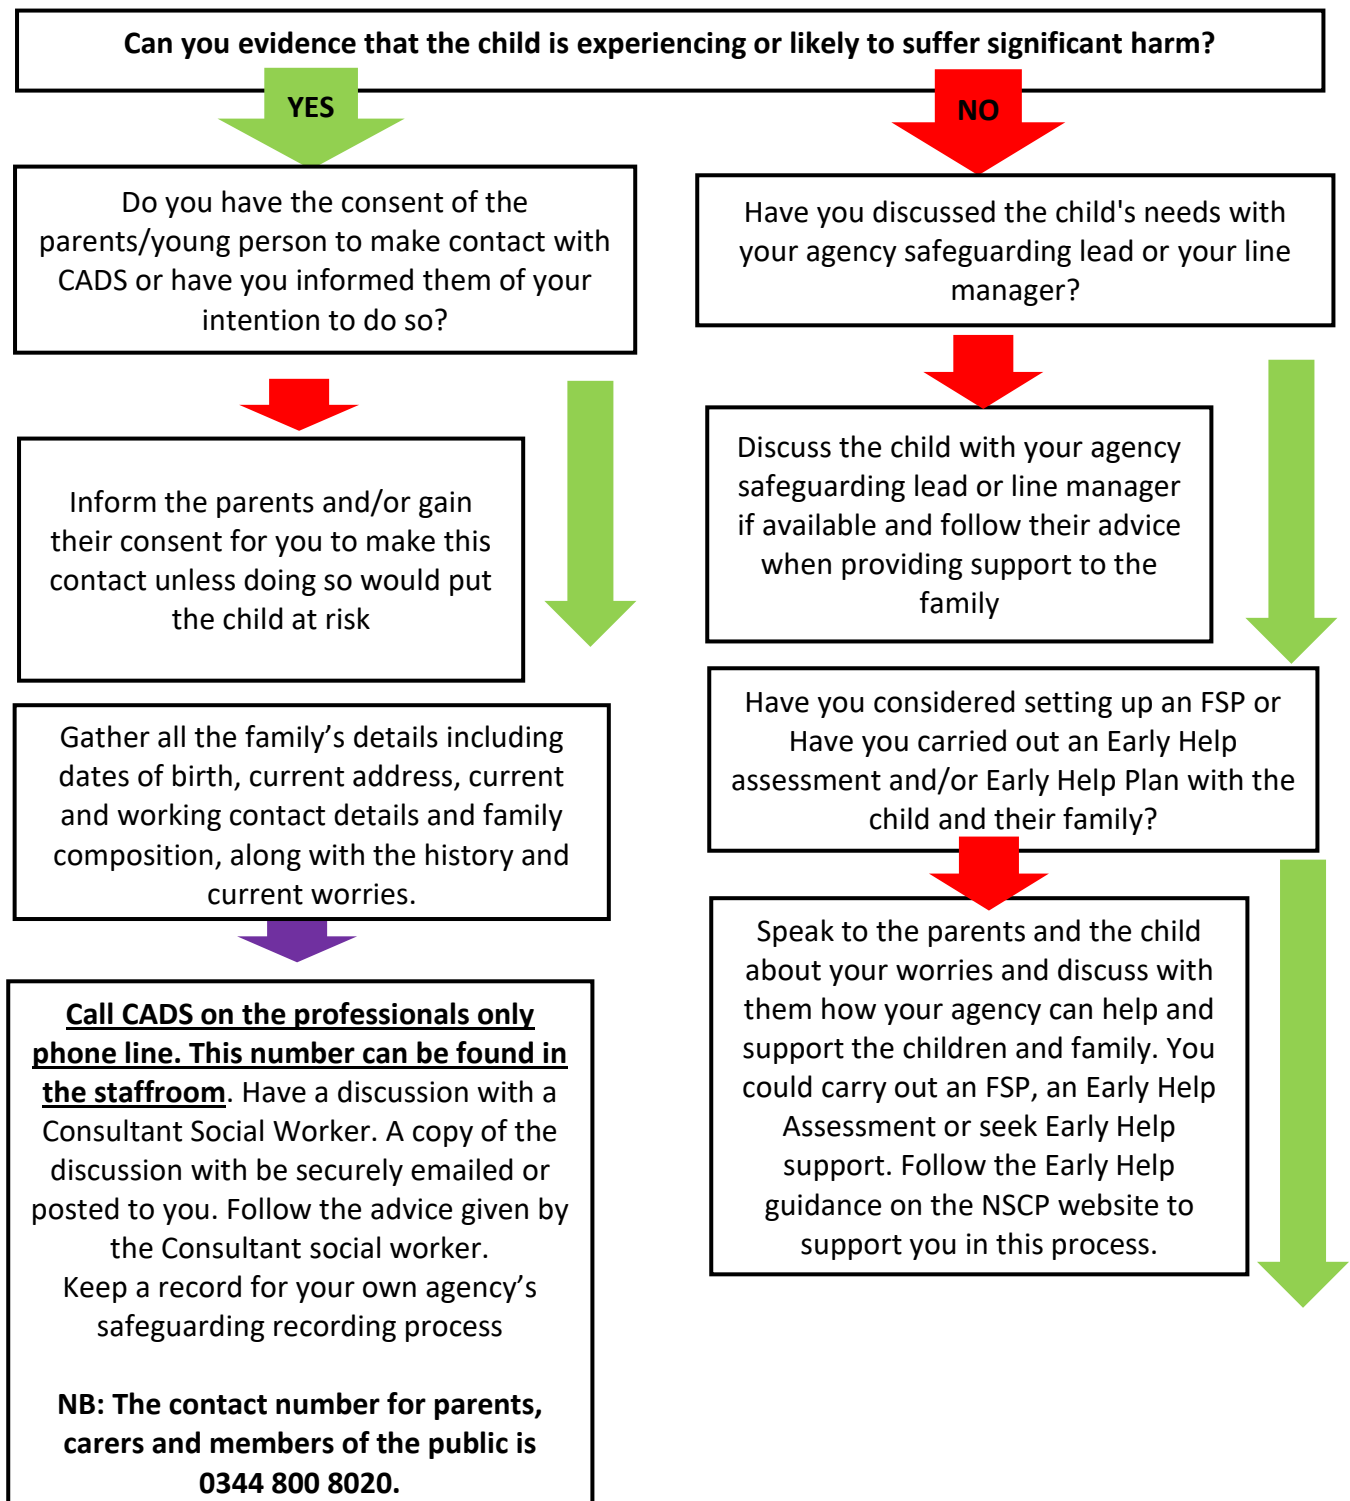 Can you evidence that the child is experiencing or likely to suffer significant harm?
YES
NO
Do you have the consent of the
parents/young person to make contact with
CADS or have you informed them of your
intention to do so?
Inform the parents and/or gain
their consent for you to make this
contact unless doing so would put
the child at risk
Gather all the family’s details including
dates of birth, current address, current
and working contact details and family
composition, along with the history and
current worries.
Call CADS on the professionals only
phone line. This number can be found in
the staffroom. Have a discussion with a
Consultant Social Worker. A copy of the
discussion with be securely emailed or
posted to you. Follow the advice given by
the Consultant social worker.
Keep a record for your own agency’s
safeguarding recording process
NB: The contact number for parents,
carers and members of the public is
0344 800 8020.
Have you discussed the child's needs with
your agency safeguarding lead or your line
manager?
Discuss the child with your agency
safeguarding lead or line manager
if available and follow their advice
when providing support to the
family
Have you considered setting up an FSP or
Have you carried out an Early Help
assessment and/or Early Help Plan with the
child and their family?
Speak to the parents and the child
about your worries and discuss with
them how your agency can help and
support the children and family. You
could carry out an FSP, an Early Help
Assessment or seek Early Help
support. Follow the Early Help
guidance on the NSCP website to
support you in this process.